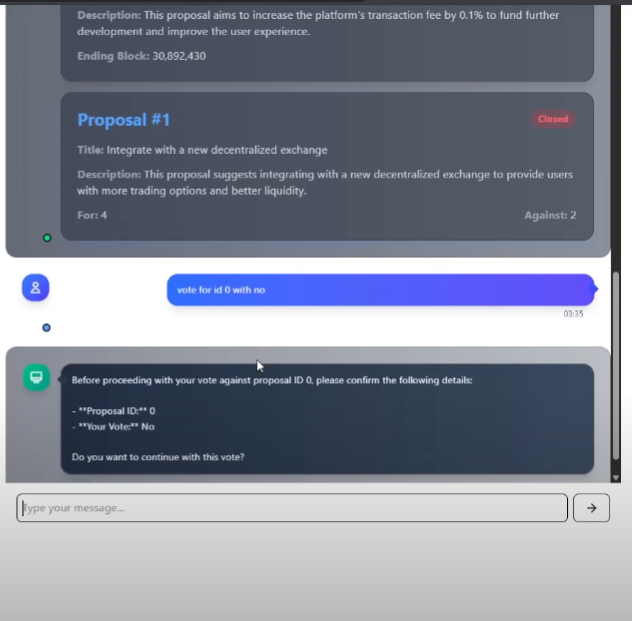 Description: This proposal aims to increase the platform's transaction fee by 0.1% to fund further
development and improve the user experience.
Ending Block: 30,892,430
Proposal #1
Closed
Title: Integrate with a new decentralized exchange
Description: This proposal suggests integrating with a new decentralized exchange to provide users
with more trading options and better liquidity.
For: 4
Against: 2
vote for id 0 with no
03:35
Before proceeding with your vote against proposal ID 0, please confirm the following details:
- **Proposal ID:** 0
- **Your Vote:** No
Do you want to continue with this vote?
Type your message...